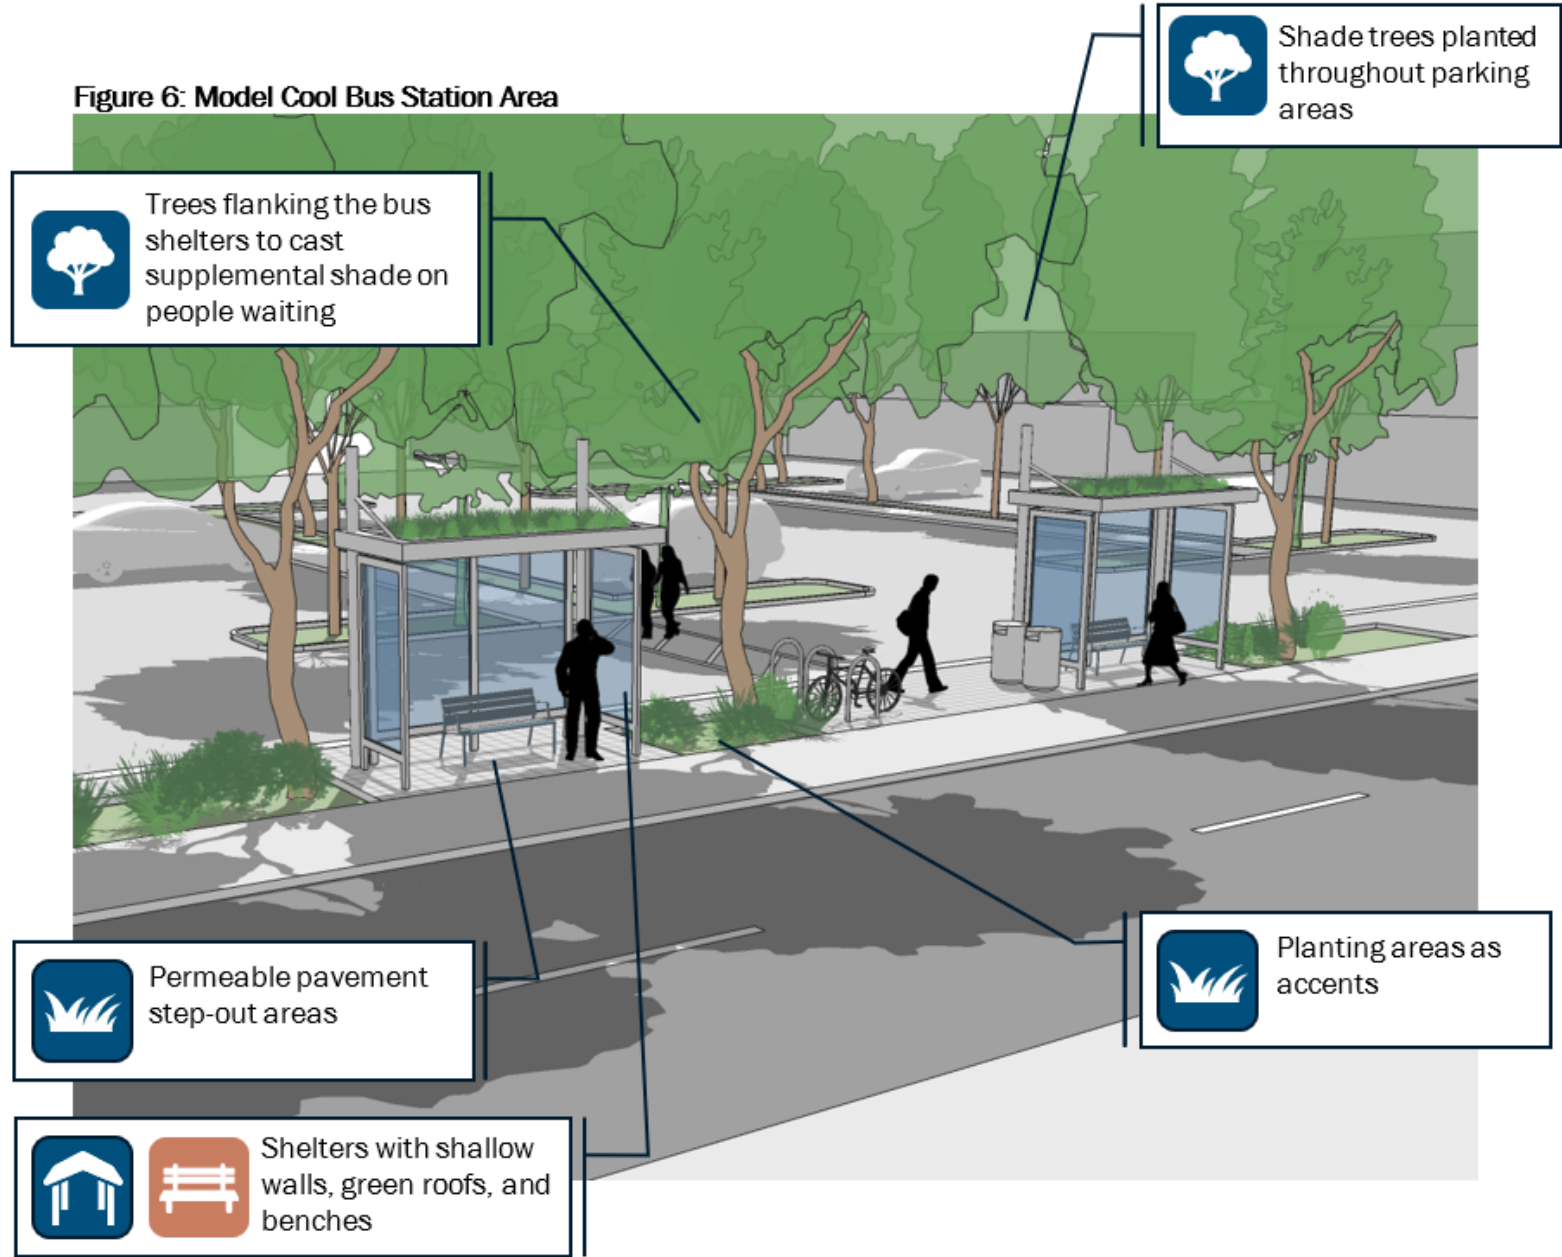 Shade trees planted
throughout parking
areas
Figure 6: Model Cool Bus Station Area
Trees flanking the bus
shelters to cast
supplemental shade on
people waiting
Permeable pavement
step-out areas
Planting areas as
accents
Shelters with shallow
walls, green roofs, and
benches